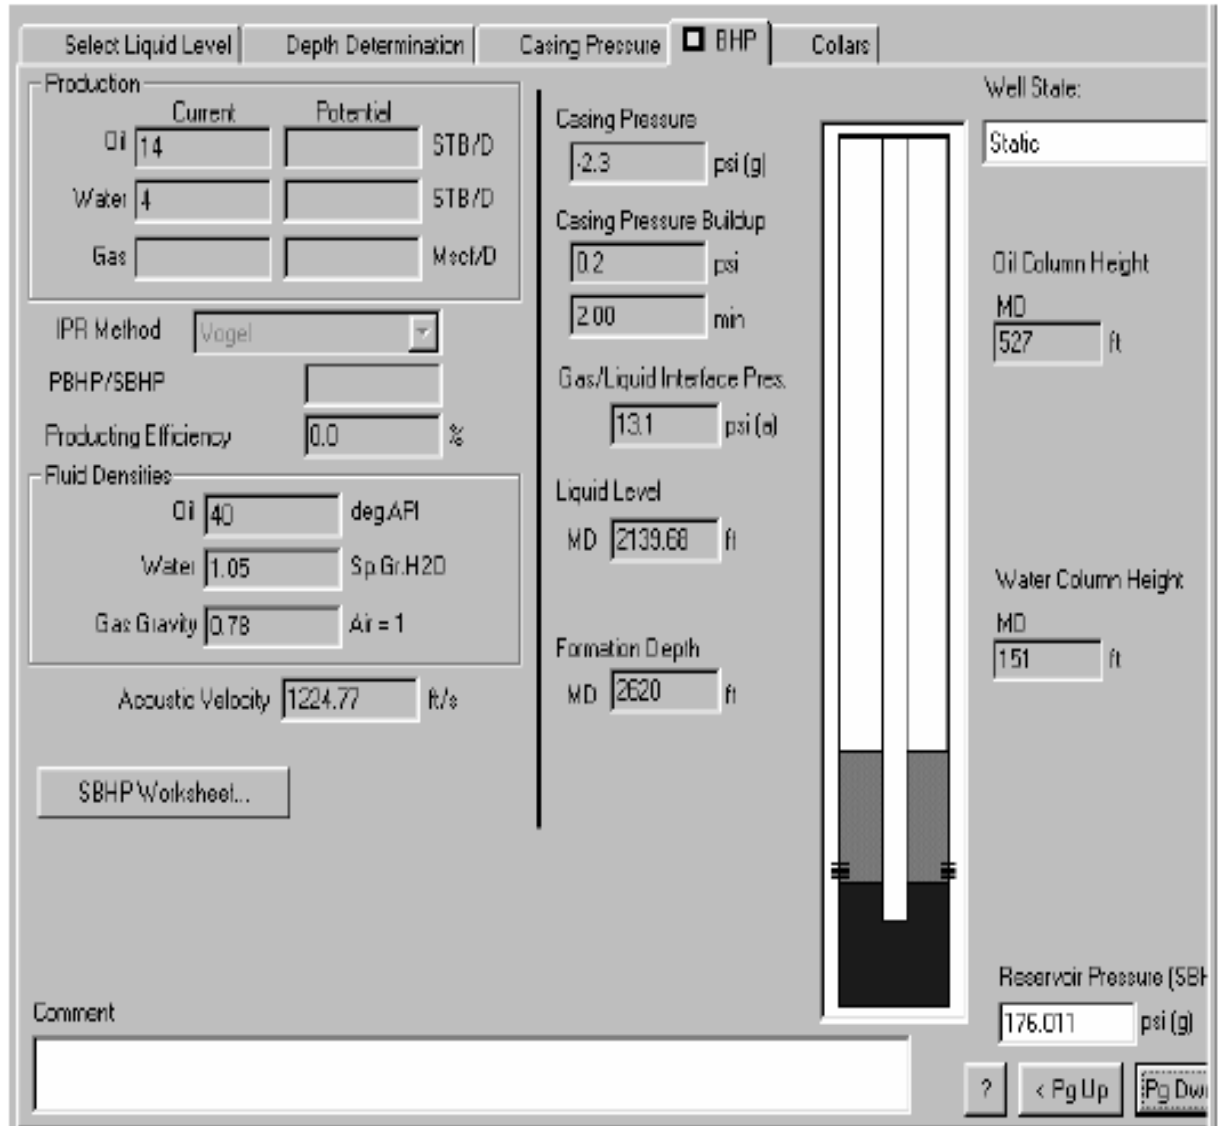 Select Liquid Level Depth Determination Casing Pressure BHP Collars
Production
Current Potential
Oil 14 STB/D
Water 4 STB/D
Gas Mscf/D
IPR Method Vogel
PBHP/SBHP
Producting Efficiency 0.0 %
Fluid Densities
Oil 40 deg.API
Water 1.05 Sp.Gr.H2O
Gas Gravity 0.78 Air = 1
Acoustic Velocity 1224.77 ft/s
SBHP Worksheet...
Casing Pressure
-2.3 psi (g)
Casing Pressure Buildup
0.2 psi
2.00 min
Gas/Liquid Interface Pres.
13.1 psi (a)
Liquid Level
MD 2139.68 ft
Formation Depth
MD 2620 ft
Well State:
Static
Oil Column Height
MD
527 ft
Water Column Height
MD
151 ft
Reservoir Pressure (SBH
176.011 psi (g)
Comment
? < Pg Up Pg Dw